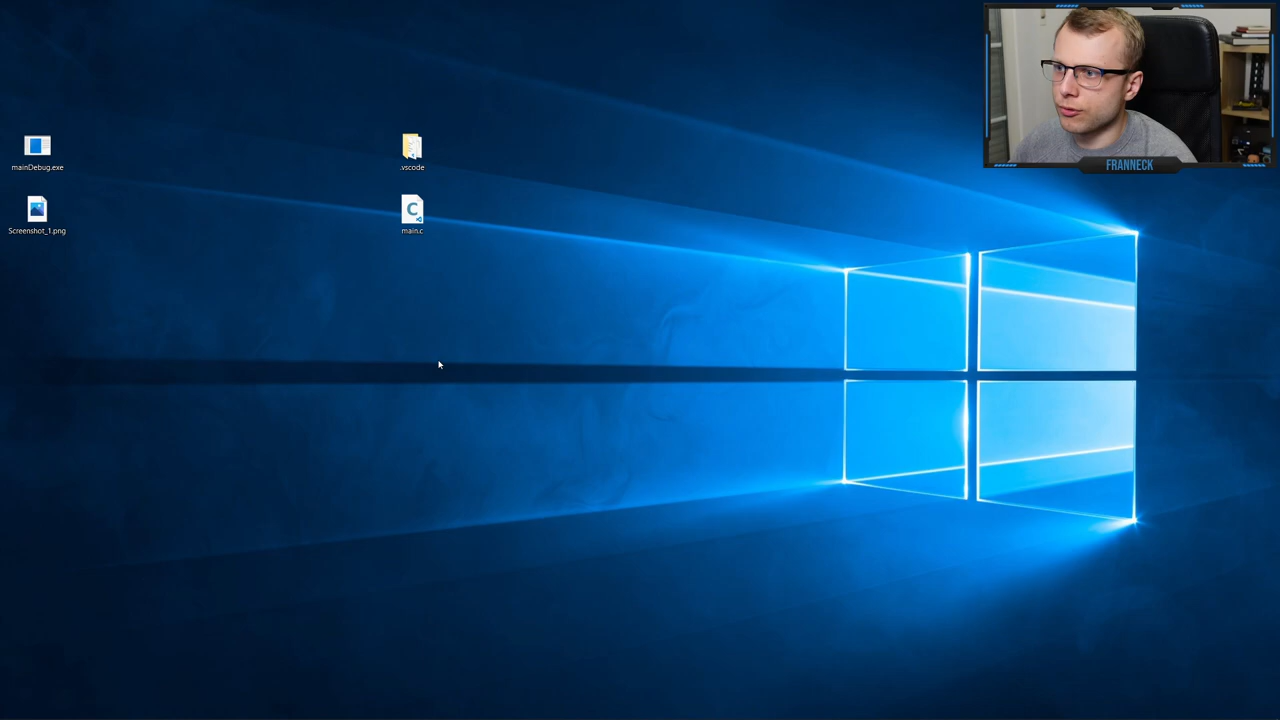 FRANNECK
mainDebug.exe
.vscode
Screenshot_1.png
C
main.c